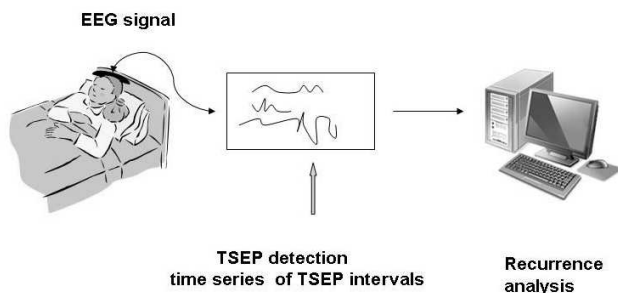 EEG signal
TSEP detection
time series of TSEP intervals
Recurrence
analysis